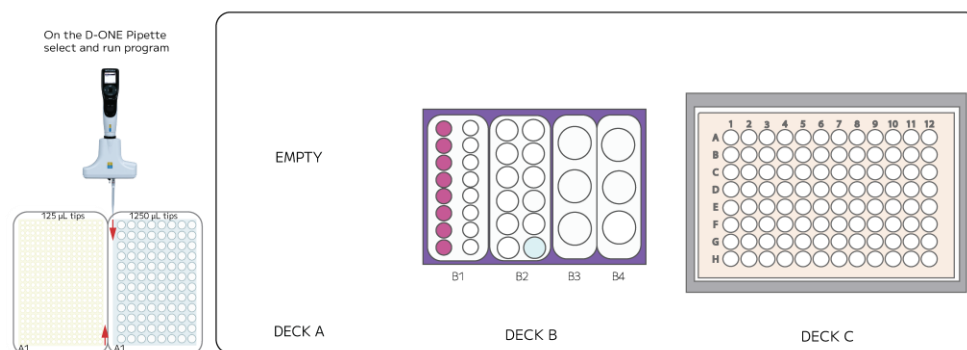 On the D-ONE Pipette
select and run program
125 µL tips
1250 µL tips
A1
A1
EMPTY
DECK A
B1 B2 B3 B4
DECK B
1 2 3 4 5 6 7 8 9 10 11 12
A
B
C
D
E
F
G
H
DECK C